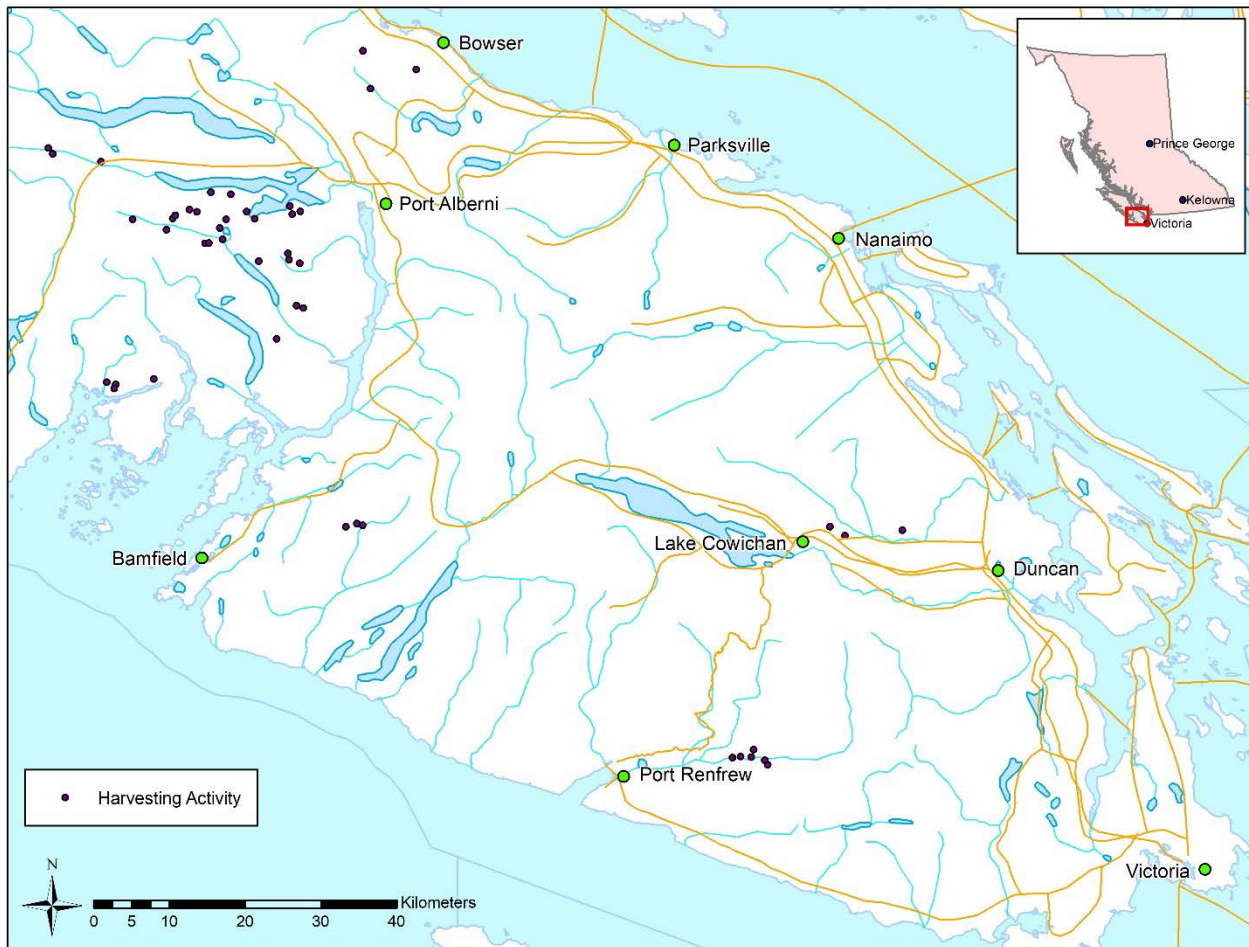 Bowser
Parksville
Port Alberni
Nanaimo
Prince George
Kelowna
Victoria
Lake Cowichan
Bamfield
Duncan
Port Renfrew
Harvesting Activity
Victoria
N
Kilometers
0 5 10 20 30 40